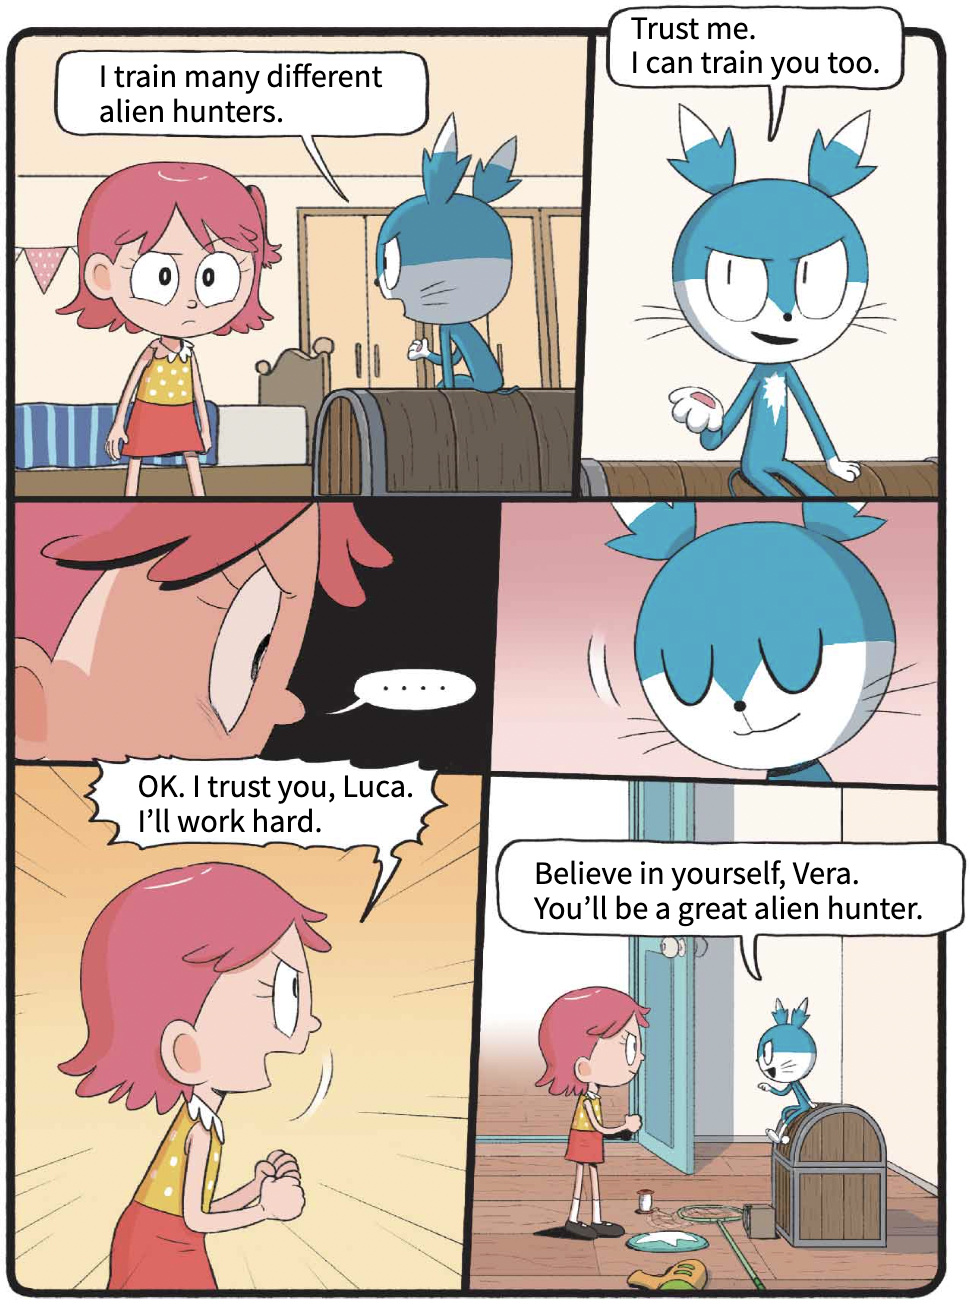 I train many different
alien hunters.
Trust me.
I can train you too.
. . . .
OK. I trust you, Luca.
I'll work hard.
Believe in yourself, Vera.
You'll be a great alien hunter.